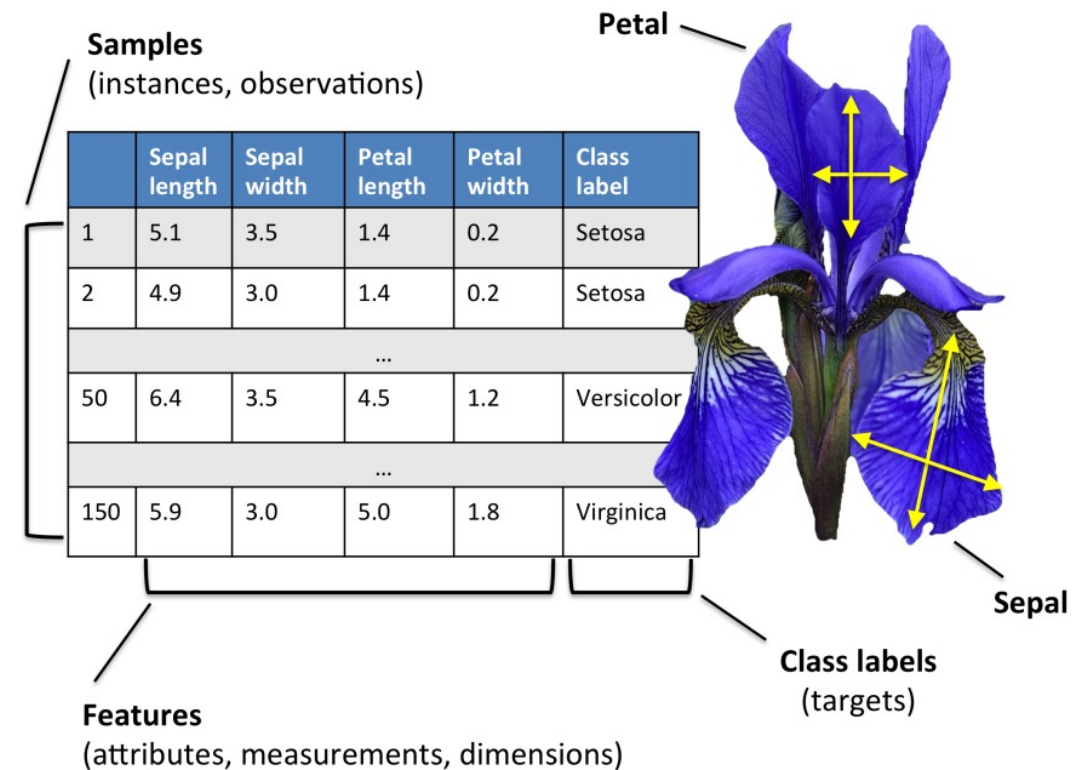 Samples
(instances, observations)
Petal
Sepal length Sepal width Petal length Petal width Class label
1 5.1 3.5 1.4 0.2 Setosa
2 4.9 3.0 1.4 0.2 Setosa
...
50 6.4 3.5 4.5 1.2 Versicolor
...
150 5.9 3.0 5.0 1.8 Virginica
Sepal
Class labels
(targets)
Features
(attributes, measurements, dimensions)